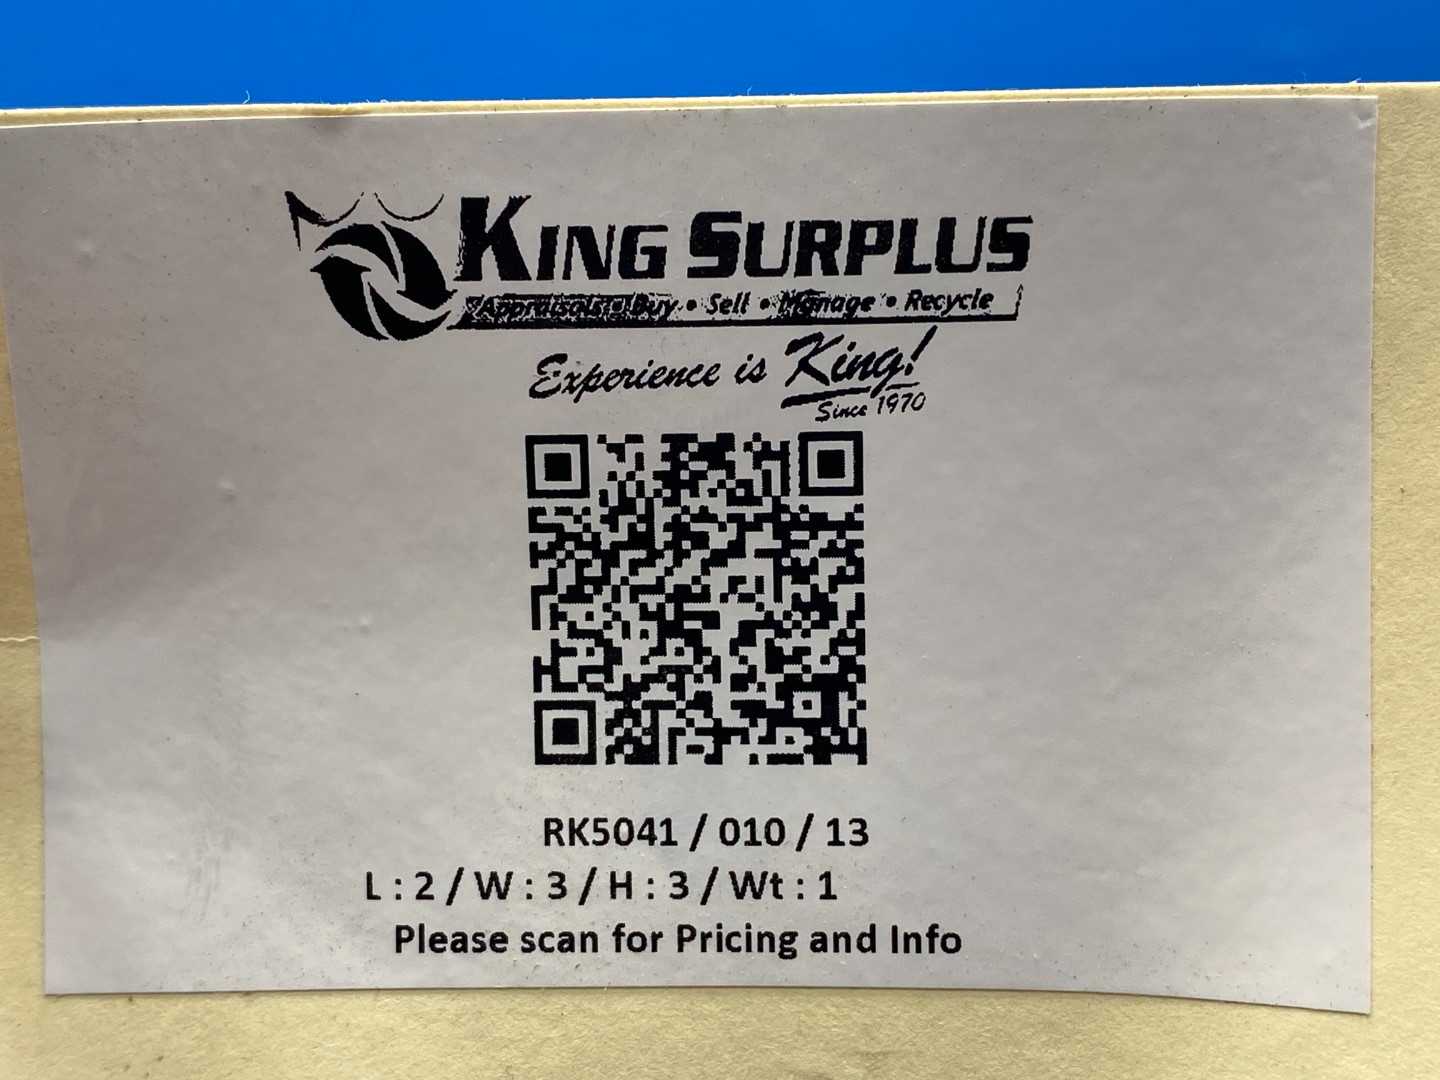 KING SURPLUS
Appraisals • Buy • Sell • Manage • Recycle
Experience is King!
Since 1970
RK5041 / 010 / 13
L : 2 / W : 3 / H : 3 / Wt : 1
Please scan for Pricing and Info